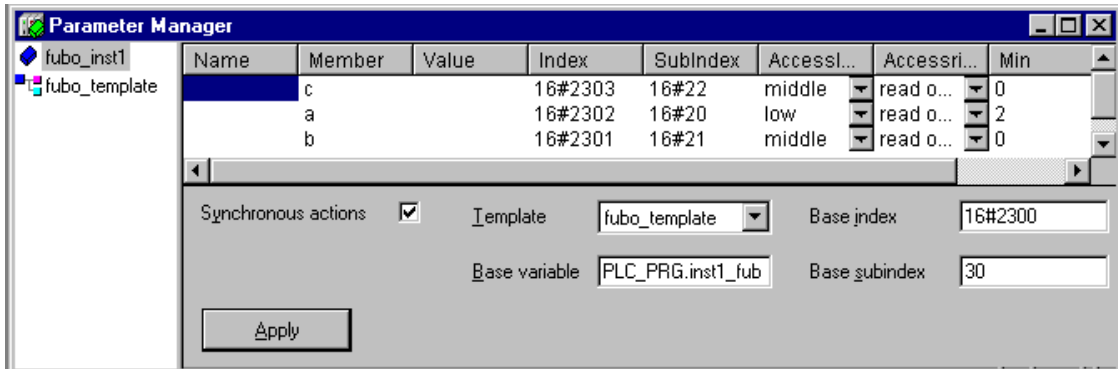 Parameter Manager
fubo_inst1
fubo_template
Name Member Value Index SubIndex Accessl... Accessri... Min
c 16#2303 16#22 middle read o... 0
a 16#2302 16#20 low read o... 2
b 16#2301 16#21 middle read o... 0
Synchronous actions Template fubo_template Base index 16#2300
Base variable PLC_PRG.inst1_fub Base subindex 30
Apply